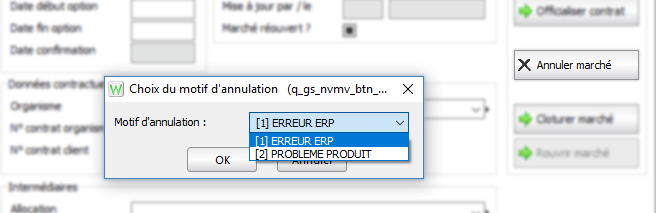 Date début option
Mise à jour par / le
Officialiser contrat
Date fin option
Marché réouvert ?
Date confirmation
Annuler marché
Choix du motif d'annulation (q_gs_nvmv_btn_...
Données contractue
Organisme
Motif d'annulation :
[1] ERREUR ERP
Cloturer marché
N° contrat organism
[1] ERREUR ERP
[2] PROBLEME PRODUIT
N° contrat client
OK
Annuler
Rouvrir marché
Intermédiaires
Allocation